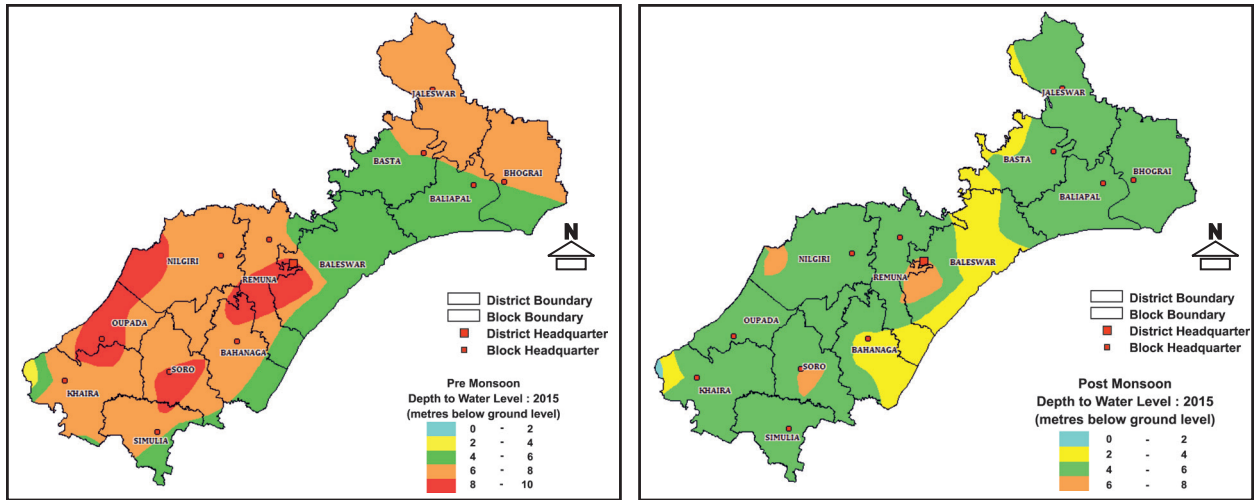 JALESWAR
BASTA
BHOGRAI
BALIAPAL
N
NILGIRI
BALESWAR
REMUNA
OUPADA
BAHANAGA
SORO
KHAIRA
SIMULIA
District Boundary
Block Boundary
District Headquarter
Block Headquarter
Pre Monsoon
Depth to Water Level : 2015
(metres below ground level)
0 - 2
2 - 4
4 - 6
6 - 8
8 - 10
JALESWAR
BASTA
BHOGRAI
BALIAPAL
N
NILGIRI
BALESWAR
REMUNA
OUPADA
BAHANAGA
SORO
KHAIRA
SIMULIA
District Boundary
Block Boundary
District Headquarter
Block Headquarter
Post Monsoon
Depth to Water Level : 2015
(metres below ground level)
0 - 2
2 - 4
4 - 6
6 - 8